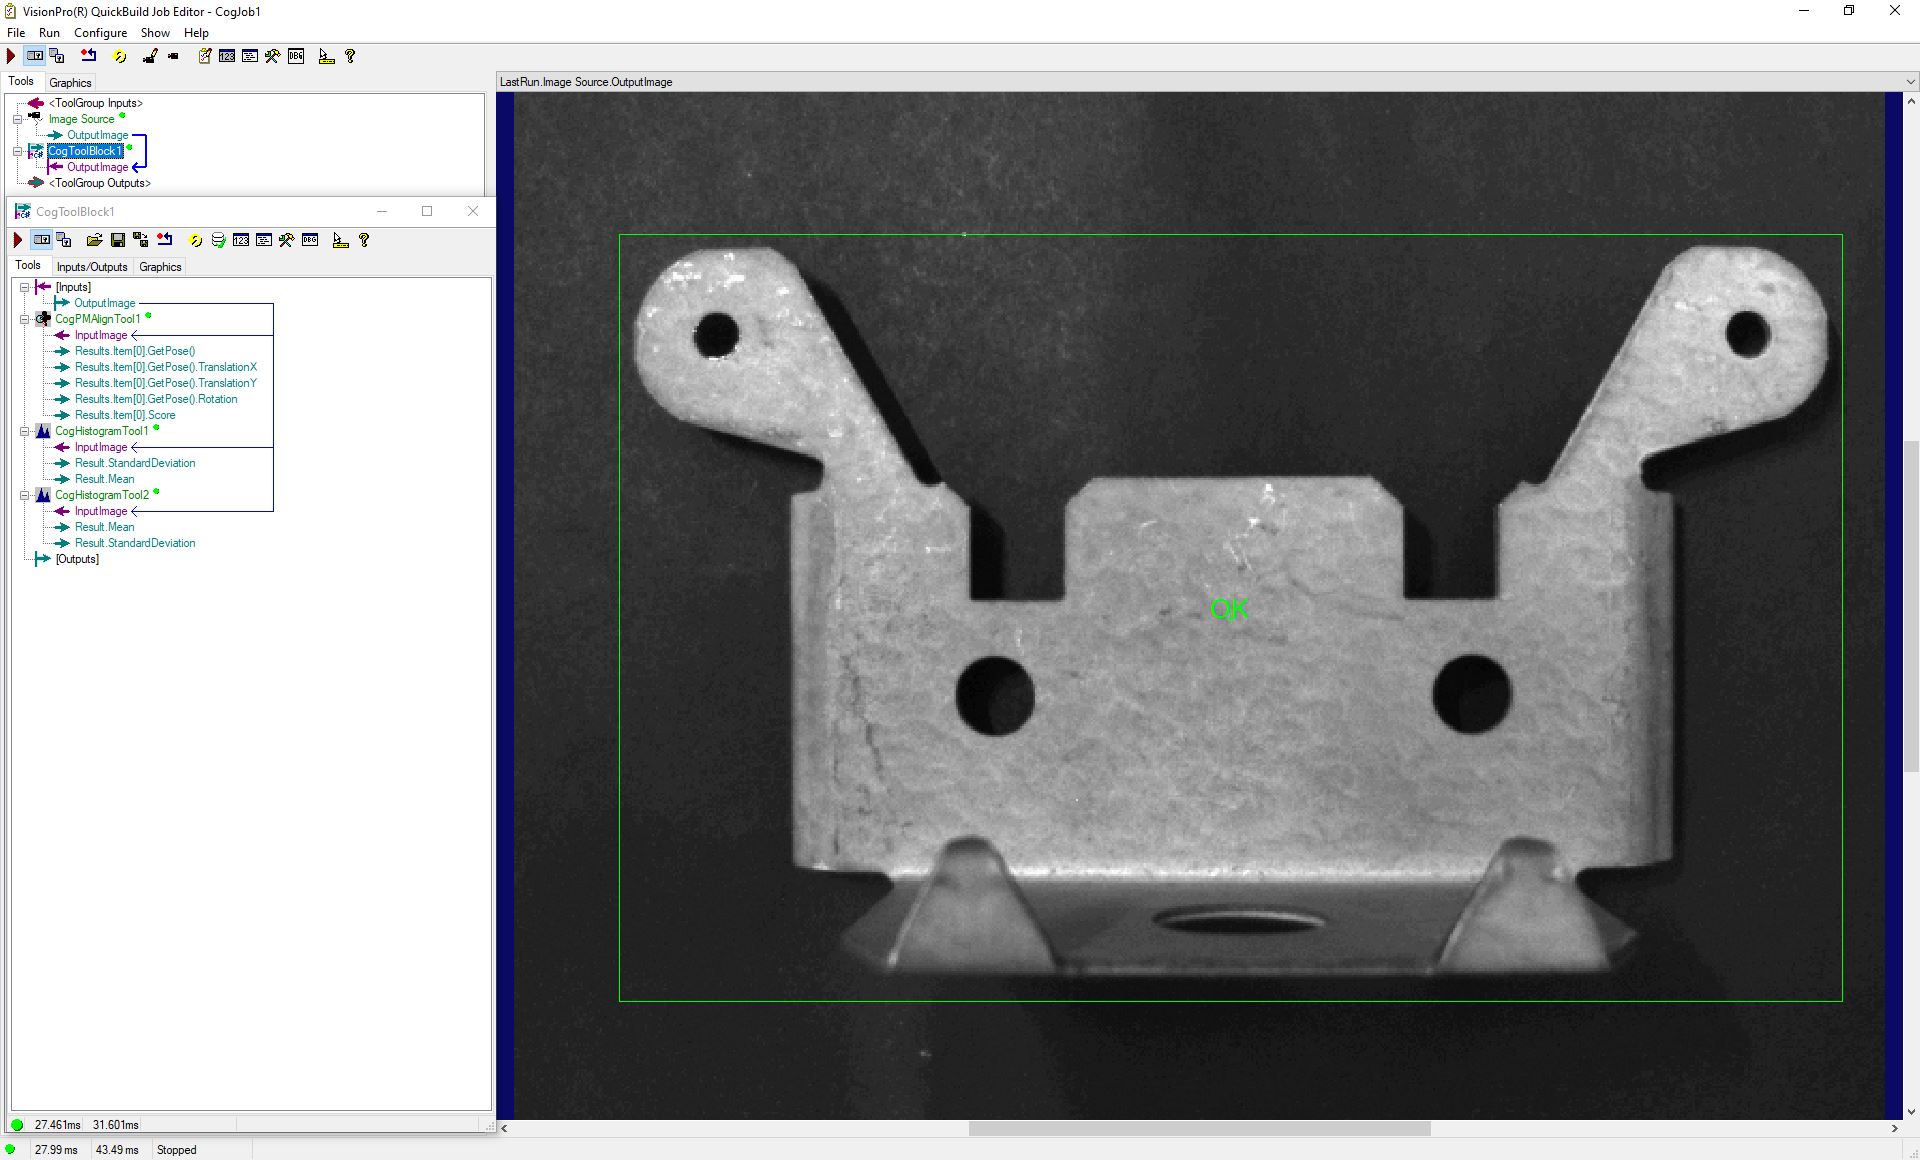 VisionPro(R) QuickBuild Job Editor - CogJob1
File Run Configure Show Help
Tools Graphics
LastRun.Image Source.OutputImage
<ToolGroup Inputs>
Image Source
OutputImage
CogToolBlock1
OutputImage
<ToolGroup Outputs>
CogToolBlock1
Tools Inputs/Outputs Graphics
[Inputs]
OutputImage
CogPMAlignTool1
InputImage
Results.Item[0].GetPose()
Results.Item[0].GetPose().TranslationX
Results.Item[0].GetPose().TranslationY
Results.Item[0].GetPose().Rotation
Results.Item[0].Score
CogHistogramTool1
InputImage
Result.StandardDeviation
Result.Mean
CogHistogramTool2
InputImage
Result.Mean
Result.StandardDeviation
[Outputs]
OK
27.461ms 31.601ms
27.99 ms 43.49 ms Stopped